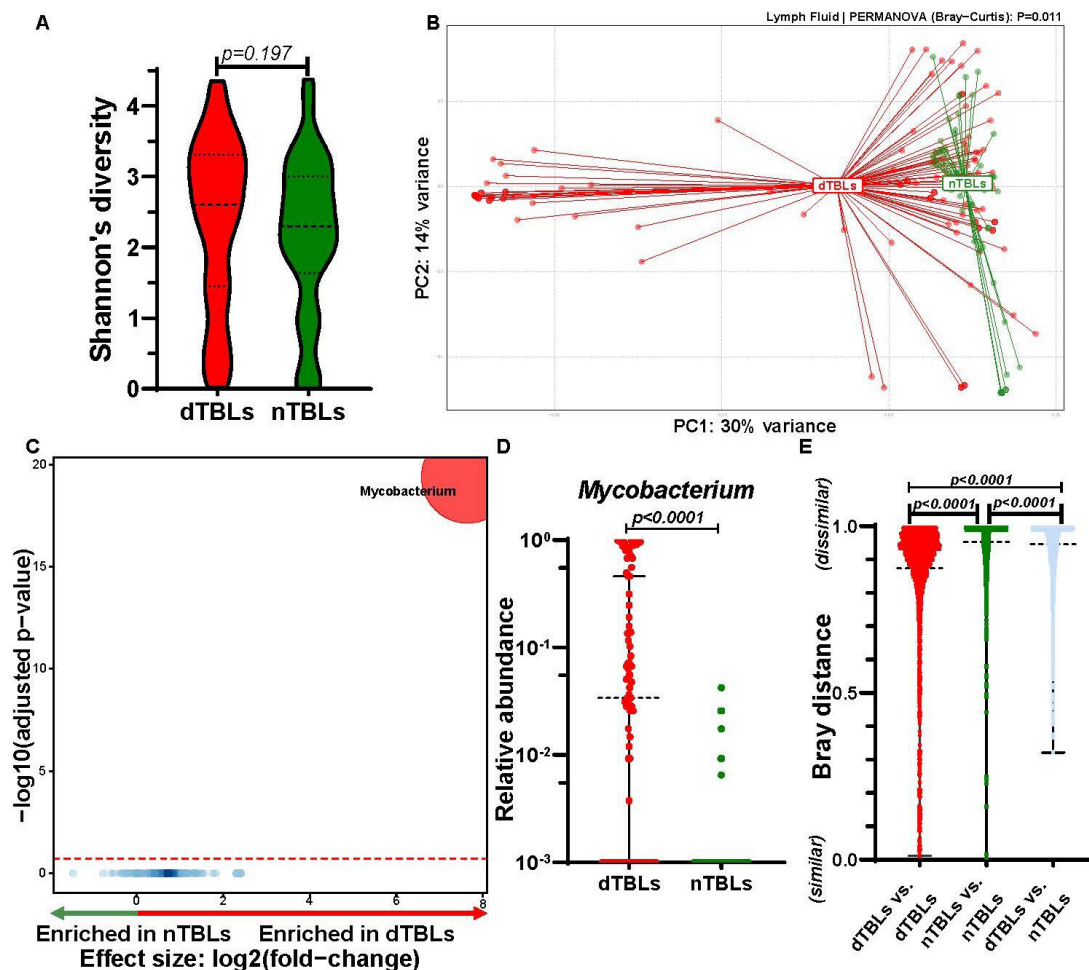 A
p=0.197
Shannon's diversity
4
3
2
1
0
dTBLs
nTBLs
B
Lymph Fluid | PERMANOVA (Bray−Curtis): P=0.011
PC2: 14% variance
dTBLs
nTBLs
PC1: 30% variance
C
−log10(adjusted p−value)
20
15
10
5
0
Mycobacterium
0
2
4
6
8
Enriched in nTBLs
Enriched in dTBLs
Effect size: log2(fold−change)
D
Mycobacterium
p<0.0001
Relative abundance
10⁰
10⁻¹
10⁻²
10⁻³
dTBLs
nTBLs
E
p<0.0001
p<0.0001
p<0.0001
(dissimilar)
Bray distance
(similar)
1.0
0.5
0.0
dTBLs vs.
dTBLs
nTBLs vs.
nTBLs
dTBLs vs.
nTBLs